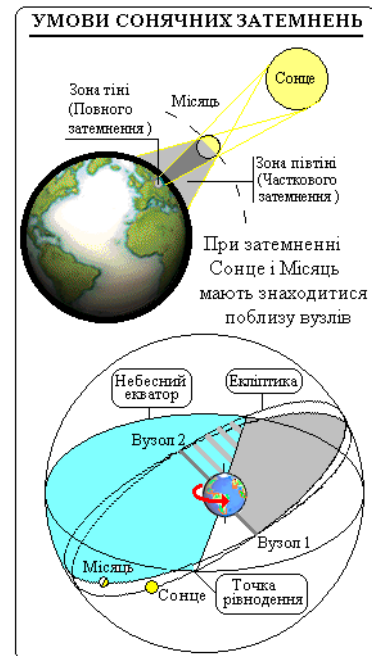 УМОВИ СОНЯЧНИХ ЗАТЕМНЕНЬ
Сонце
Місяць
Зона тіні
(Повного
затемнення)
Зона півтіні
(Часткового
затемнення)
При затемненні
Сонце і Місяць
мають знаходитися
поблизу вузлів
Небесний
екватор
Екліптика
Вузол 2
Вузол 1
Місяць
Сонце
Точка
рівнодення